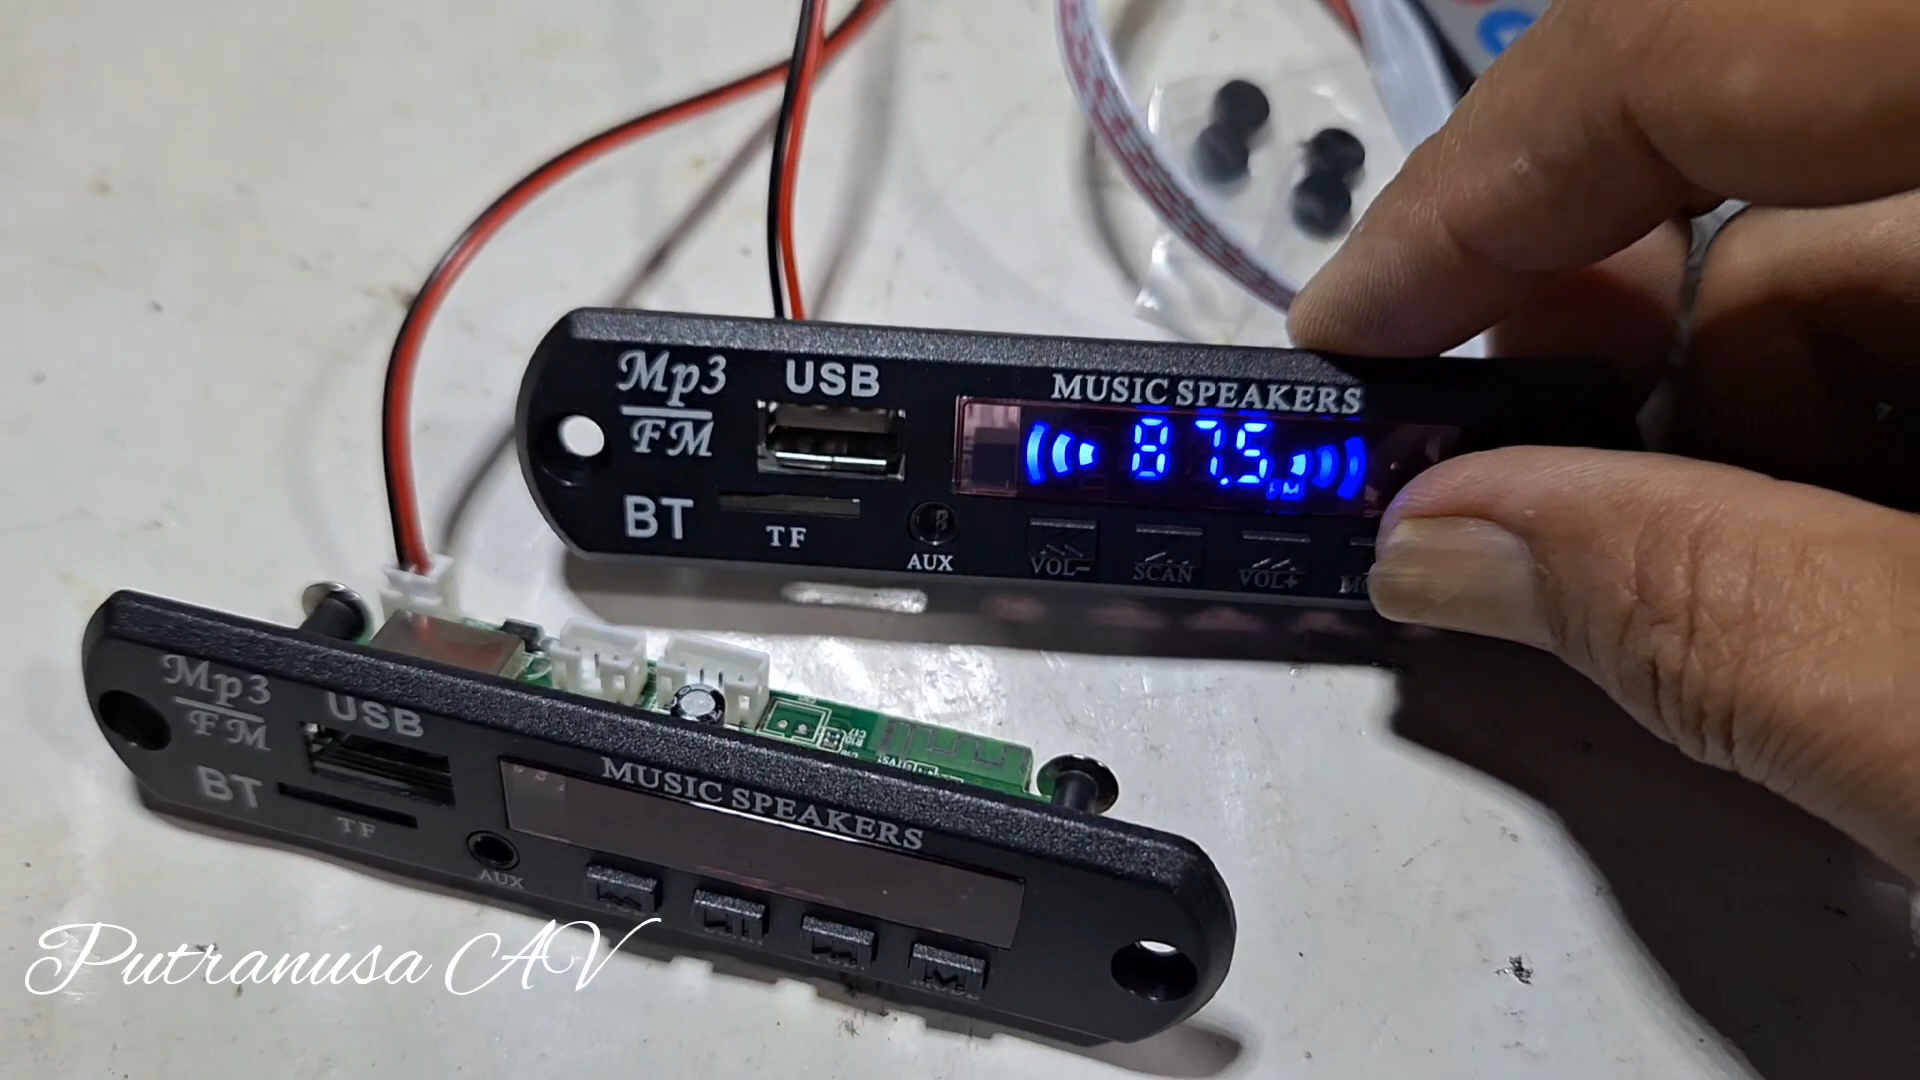 Mp3
FM
USB
MUSIC SPEAKERS
87.5
FM
BT
TF
AUX
VOL-
SCAN
VOL+
Mp3
FM
USB
BT
TF
MUSIC SPEAKERS
AUX
Putranusa AV